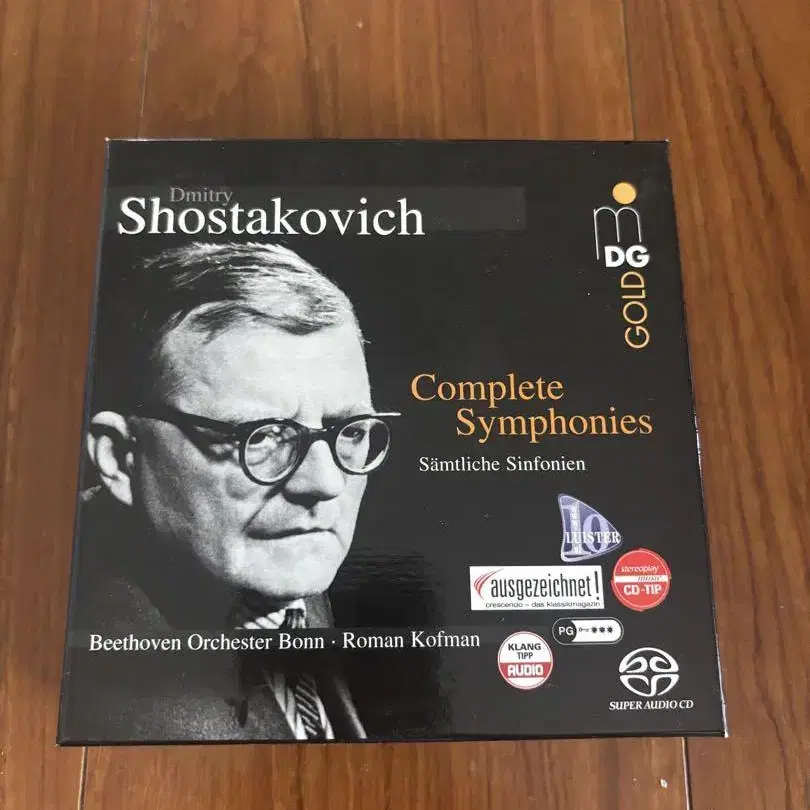 Dmitry
Shostakovich
m
DG
GOLD
Complete
Symphonies
Sämtliche Sinfonien
10
LUISTER
ausgezeichnet!
crescendo – das klassikmagazin
stereoplay
CD-TIP
Beethoven Orchester Bonn · Roman Kofman
PG
KLANG
TIPP
AUDIO
SUPER AUDIO CD